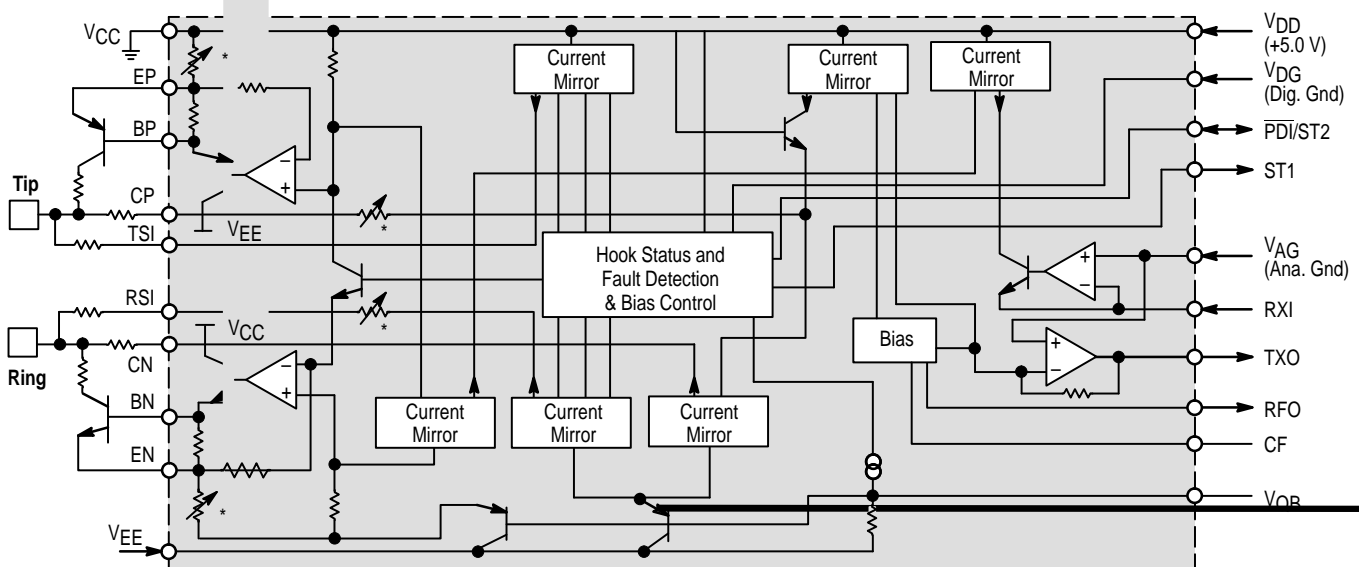 VCC
EP
BP
Tip
CP
TSI
VEE
RSI
VCC
Ring
CN
BN
EN
VEE
*
*
*
*
Current
Mirror
Current
Mirror
Current
Mirror
Hook Status and
Fault Detection
& Bias Control
Bias
Current
Mirror
Current
Mirror
Current
Mirror
VDD
(+5.0 V)
VDG
(Dig. Gnd)
PDI/ST2
ST1
VAG
(Ana. Gnd)
RXI
TXO
RFO
CF
VQB